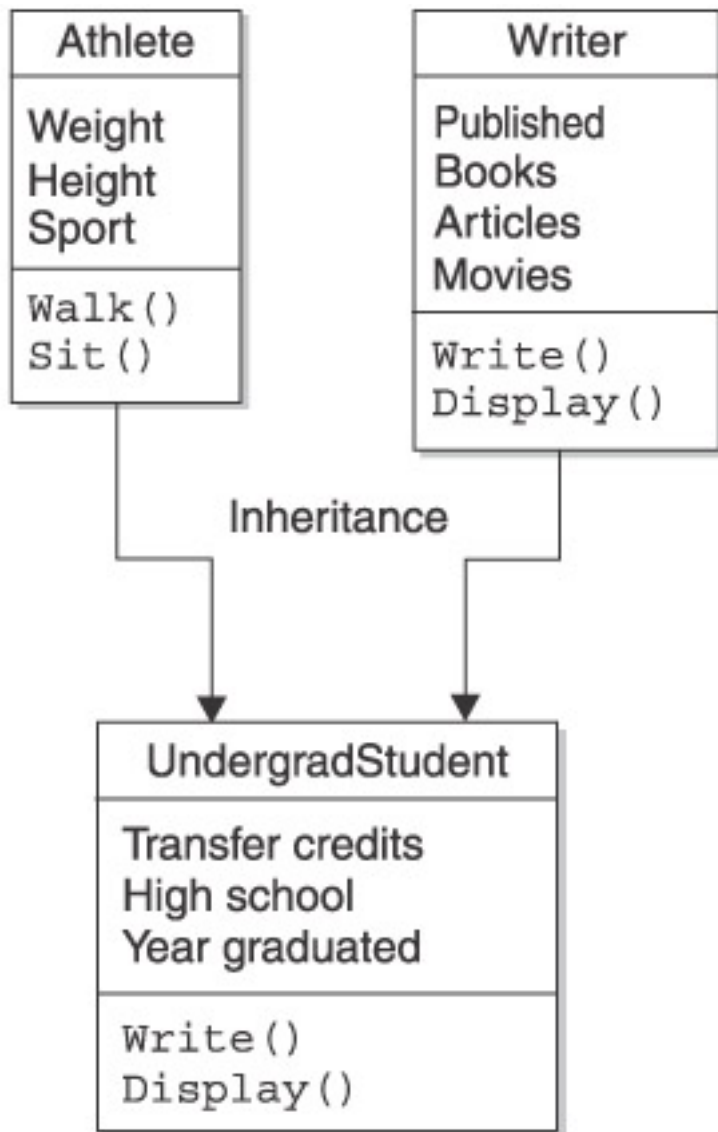 Athlete
Weight
Height
Sport
Walk()
Sit()
Writer
Published
Books
Articles
Movies
Write()
Display()
Inheritance
UndergradStudent
Transfer credits
High school
Year graduated
Write()
Display()